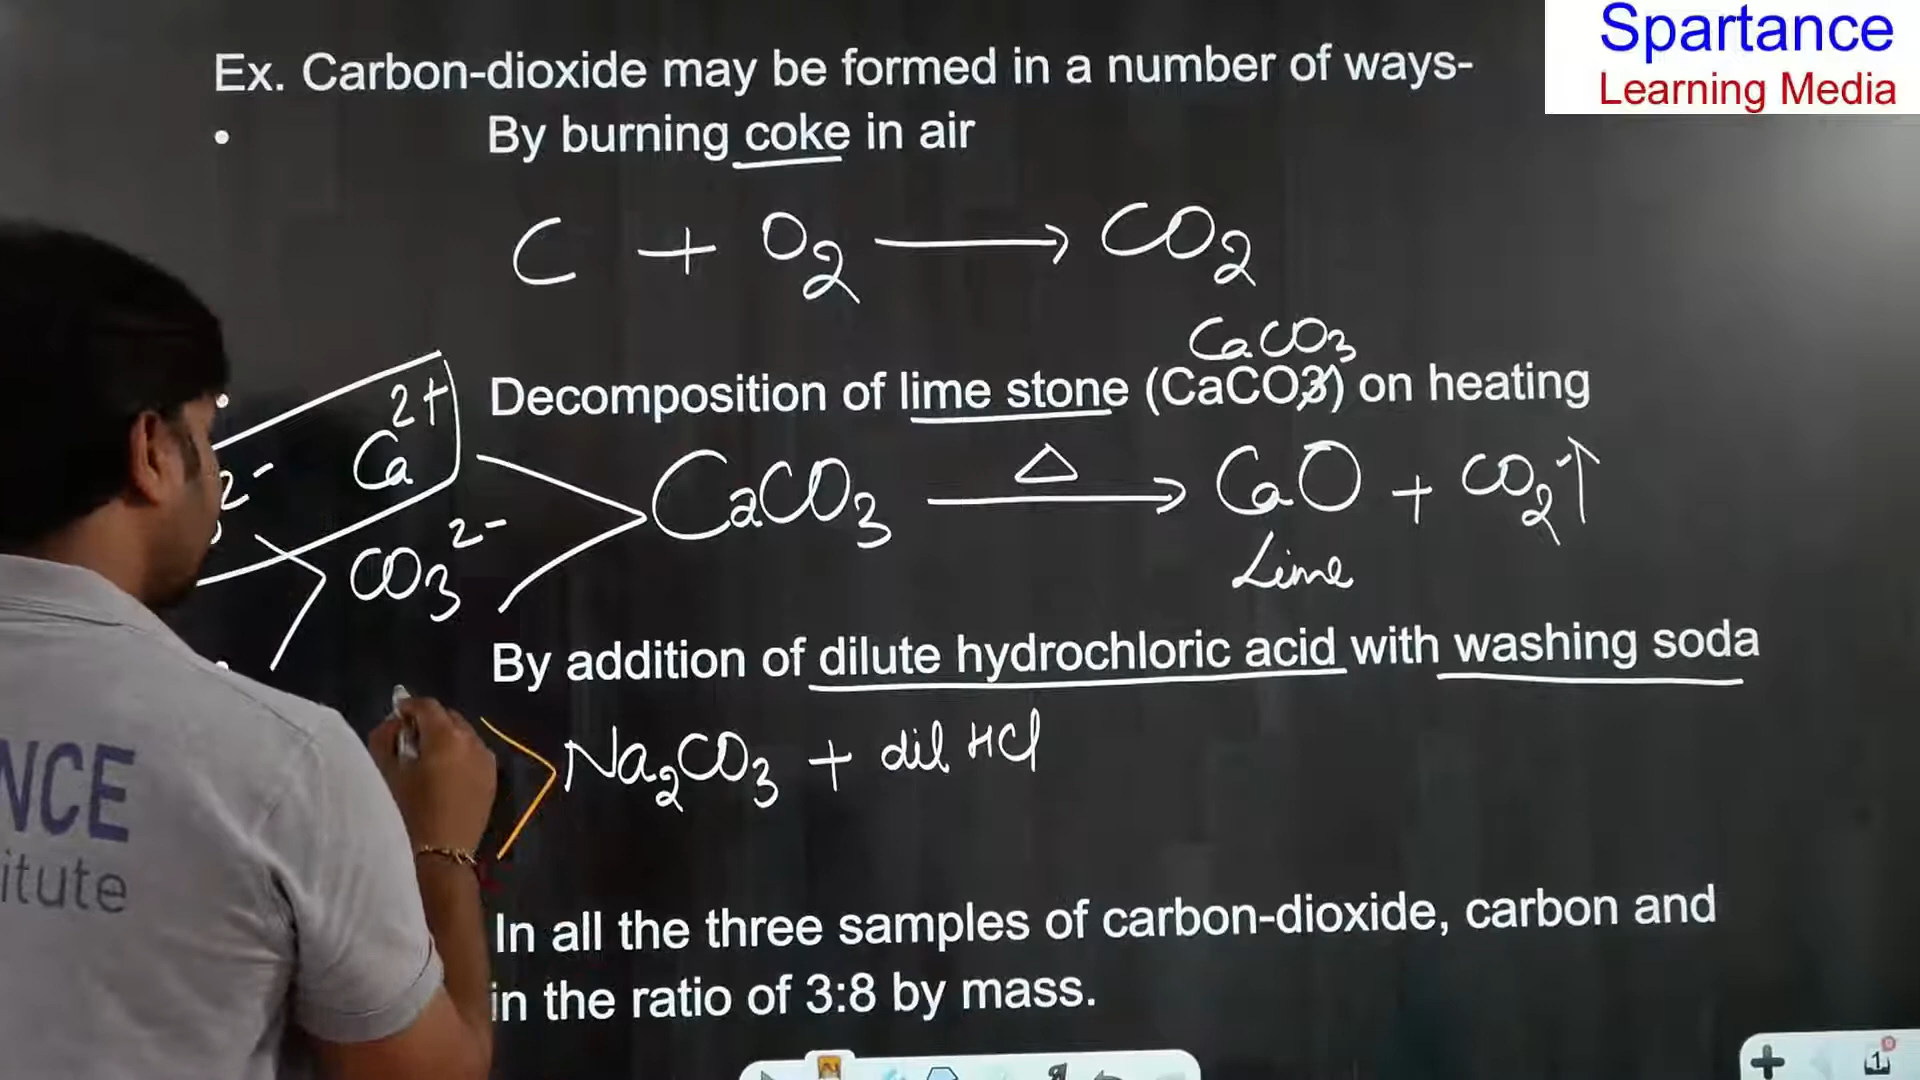 Spartance
Learning Media
Ex. Carbon-dioxide may be formed in a number of ways-
• By burning coke in air
C + O₂ → CO₂
CaCO₃
Decomposition of lime stone (CaCO3) on heating
Ca²⁺
2-
CO₃²⁻
CaCO₃ △→ CaO + CO₂↑
Lime
By addition of dilute hydrochloric acid with washing soda
Na₂CO₃ + dil HCl
NCE
itute
In all the three samples of carbon-dioxide, carbon and
in the ratio of 3:8 by mass.
1